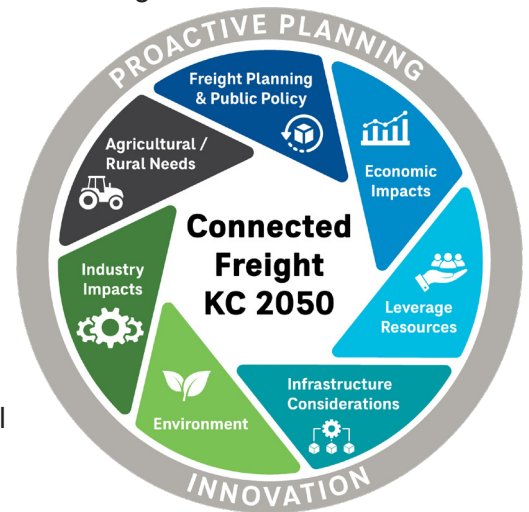 PROACTIVE PLANNING
Freight Planning
& Public Policy
Economic
Impacts
Leverage
Resources
Infrastructure
Considerations
Environment
Industry
Impacts
Agricultural /
Rural Needs
Connected
Freight
KC 2050
INNOVATION